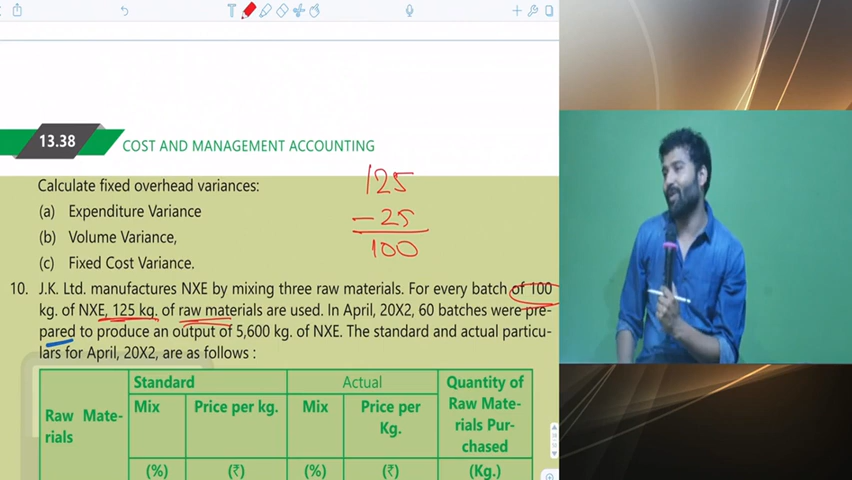 13.38
COST AND MANAGEMENT ACCOUNTING
Calculate fixed overhead variances:
(a) Expenditure Variance
(b) Volume Variance,
(c) Fixed Cost Variance.
125
- 25
100
10. J.K. Ltd. manufactures NXE by mixing three raw materials. For every batch of 100
kg. of NXE, 125 kg. of raw materials are used. In April, 20X2, 60 batches were pre-
pared to produce an output of 5,600 kg. of NXE. The standard and actual particu-
lars for April, 20X2, are as follows :
Raw Mate-
rials
Standard
Actual
Quantity of
Raw Mate-
rials Pur-
chased
Mix
Price per kg.
Mix
Price per
Kg.
(%)
(₹)
(%)
(₹)
(Kg.)